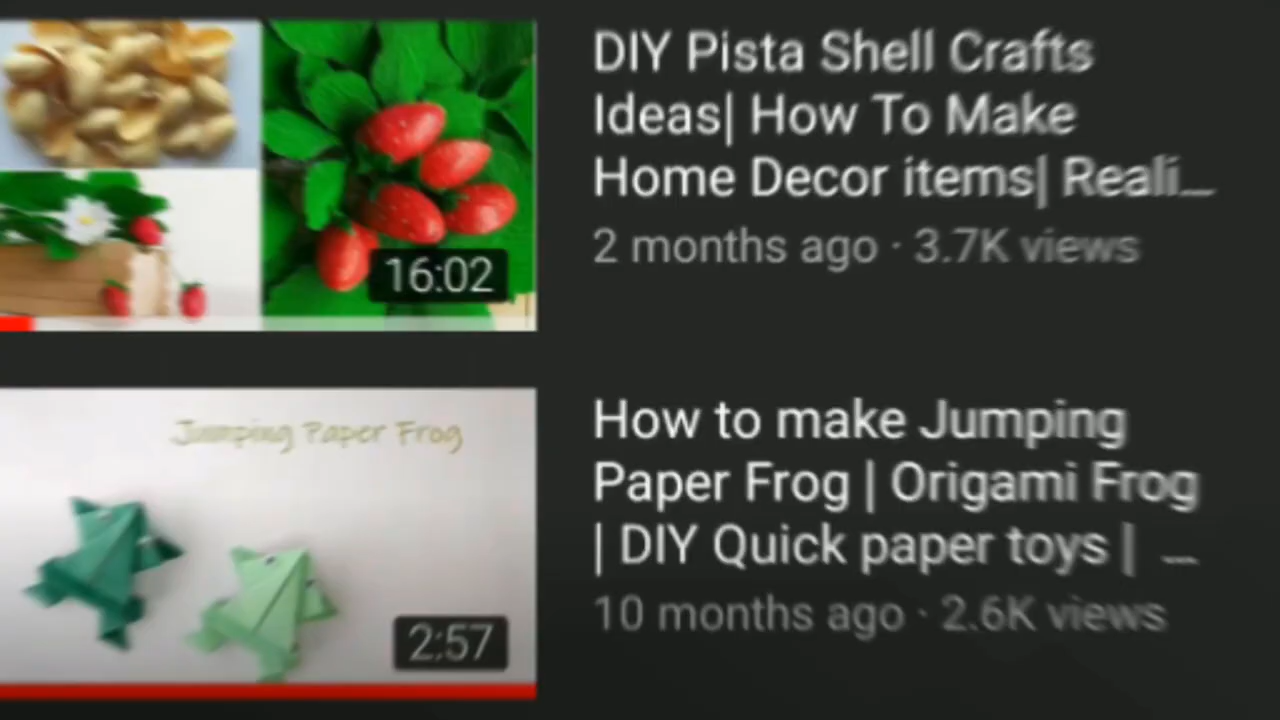 DIY Pista Shell Crafts
Ideas| How To Make
Home Decor items| Reali...
2 months ago · 3.7K views
16:02
Jumping Paper Frog
How to make Jumping
Paper Frog | Origami Frog
| DIY Quick paper toys | ...
10 months ago · 2.6K views
2:57